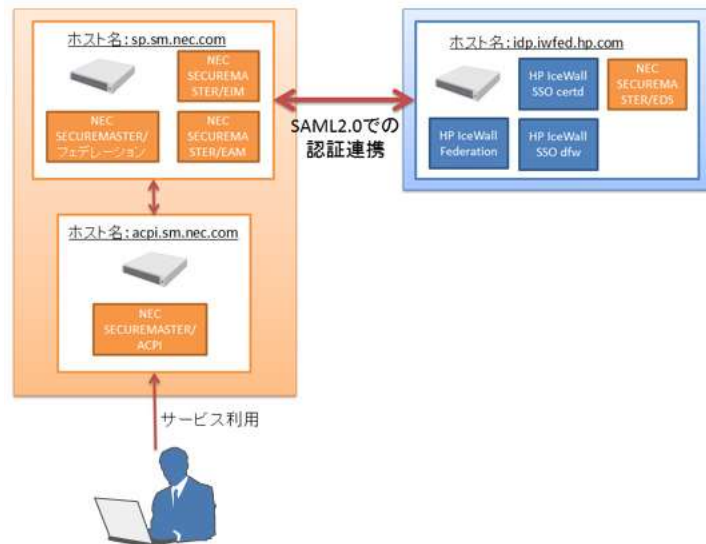 ホスト名：sp.sm.nec.com
NEC
SECUREMA
STER/EIM
NEC
SECUREMASTER/
フェデレーション
NEC
SECUREMA
STER/EAM
SAML2.0での
認証連携
ホスト名：idp.iwfed.hp.com
HP IceWall
SSO certd
NEC
SECUREMA
STER/EDS
HP IceWall
Federation
HP IceWall
SSO dfw
ホスト名：acpi.sm.nec.com
NEC
SECUREMASTER/
ACPI
サービス利用